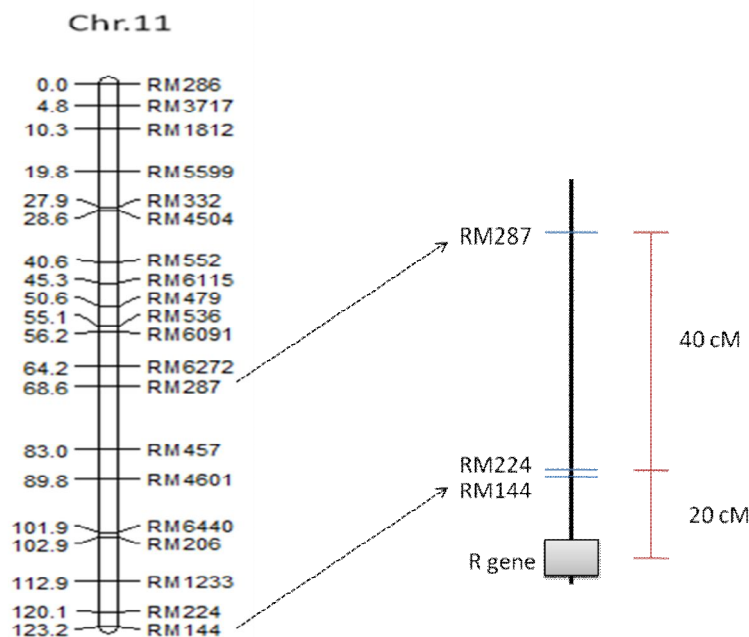 Chr.11
0.0 RM286
4.8 RM3717
10.3 RM1812
19.8 RM5599
27.9 RM332
28.6 RM4504
40.6 RM552
45.3 RM6115
50.6 RM479
55.1 RM536
56.2 RM6091
64.2 RM6272
68.6 RM287
83.0 RM457
89.8 RM4601
101.9 RM6440
102.9 RM206
112.9 RM1233
120.1 RM224
123.2 RM144
RM287
40 cM
RM224
RM144
20 cM
R gene